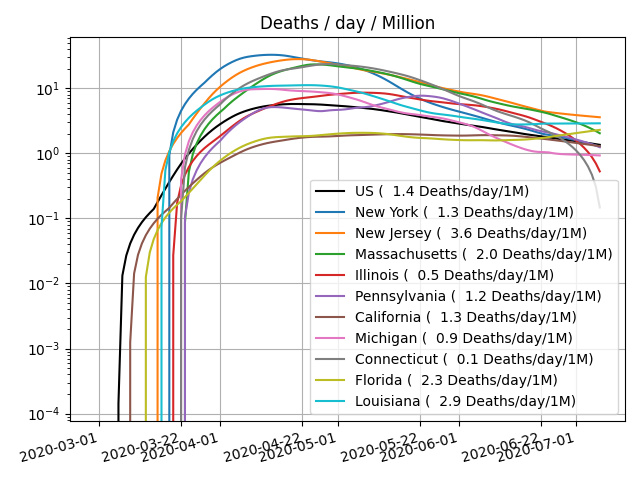 Deaths / day / Million
10¹
10⁰
10⁻¹
10⁻²
10⁻³
10⁻⁴
US (  1.4 Deaths/day/1M)
New York (  1.3 Deaths/day/1M)
New Jersey (  3.6 Deaths/day/1M)
Massachusetts (  2.0 Deaths/day/1M)
Illinois (  0.5 Deaths/day/1M)
Pennsylvania (  1.2 Deaths/day/1M)
California (  1.3 Deaths/day/1M)
Michigan (  0.9 Deaths/day/1M)
Connecticut (  0.1 Deaths/day/1M)
Florida (  2.3 Deaths/day/1M)
Louisiana (  2.9 Deaths/day/1M)
2020-03-01
2020-03-22
2020-04-01
2020-04-22
2020-05-01
2020-05-22
2020-06-01
2020-06-22
2020-07-01